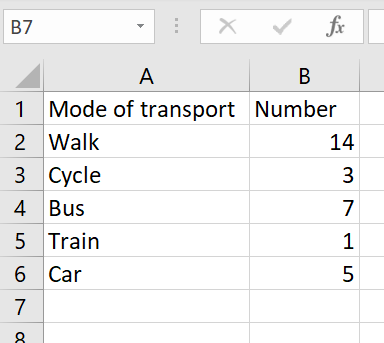 B7 fx
A B
1 Mode of transport Number
2 Walk 14
3 Cycle 3
4 Bus 7
5 Train 1
6 Car 5
7
8